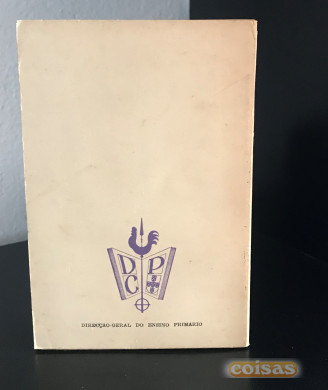 D P
C
DIRECÇÃO-GERAL DO ENSINO PRIMÁRIO
coisas